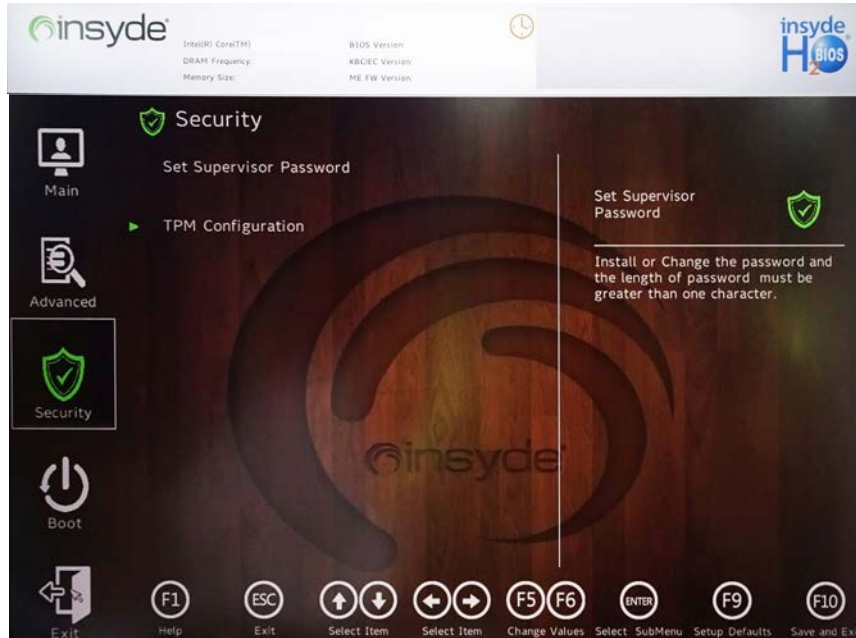 insyde
Intel(R) Core(TM)
DRAM Frequency:
Memory Size:
BIOS Version:
KBC/EC Version:
ME FW Version:
insyde
H2O BIOS
Security
Set Supervisor Password
TPM Configuration
Main
Advanced
Security
Boot
Exit
Set Supervisor
Password
Install or Change the password and
the length of password must be
greater than one character.
insyde
F1
Help
ESC
Exit
Select Item
Select Item
F5 F6
Change Values
ENTER
Select SubMenu
F9
Setup Defaults
F10
Save and Ex